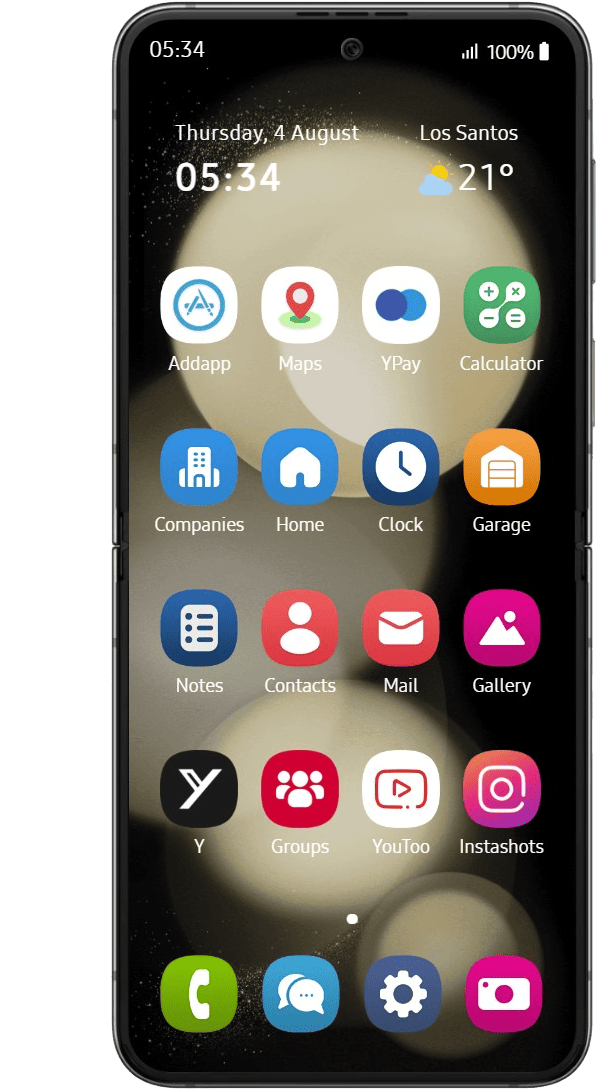 05:34 100%
Thursday, 4 August Los Santos
05:34 21°
Addapp Maps YPay Calculator
Companies Home Clock Garage
Notes Contacts Mail Gallery
Y Groups YouToo Instashots